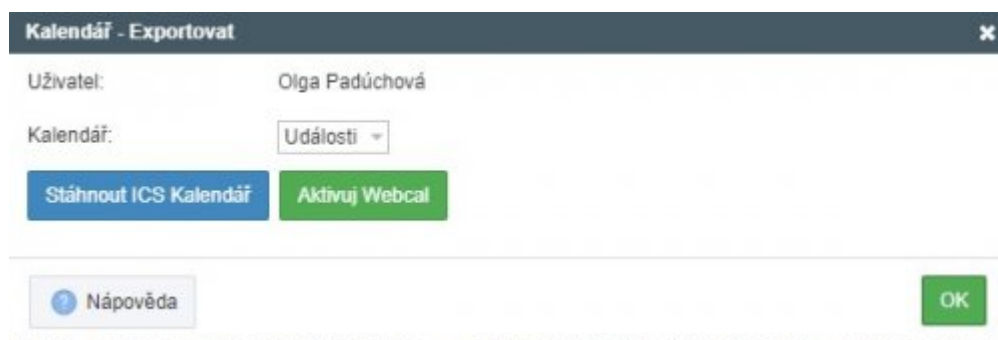 Kalendář - Exportovat
Uživatel: Olga Padúchová
Kalendář: Události
Stáhnout ICS Kalendář Aktivuj Webcal
Nápověda OK